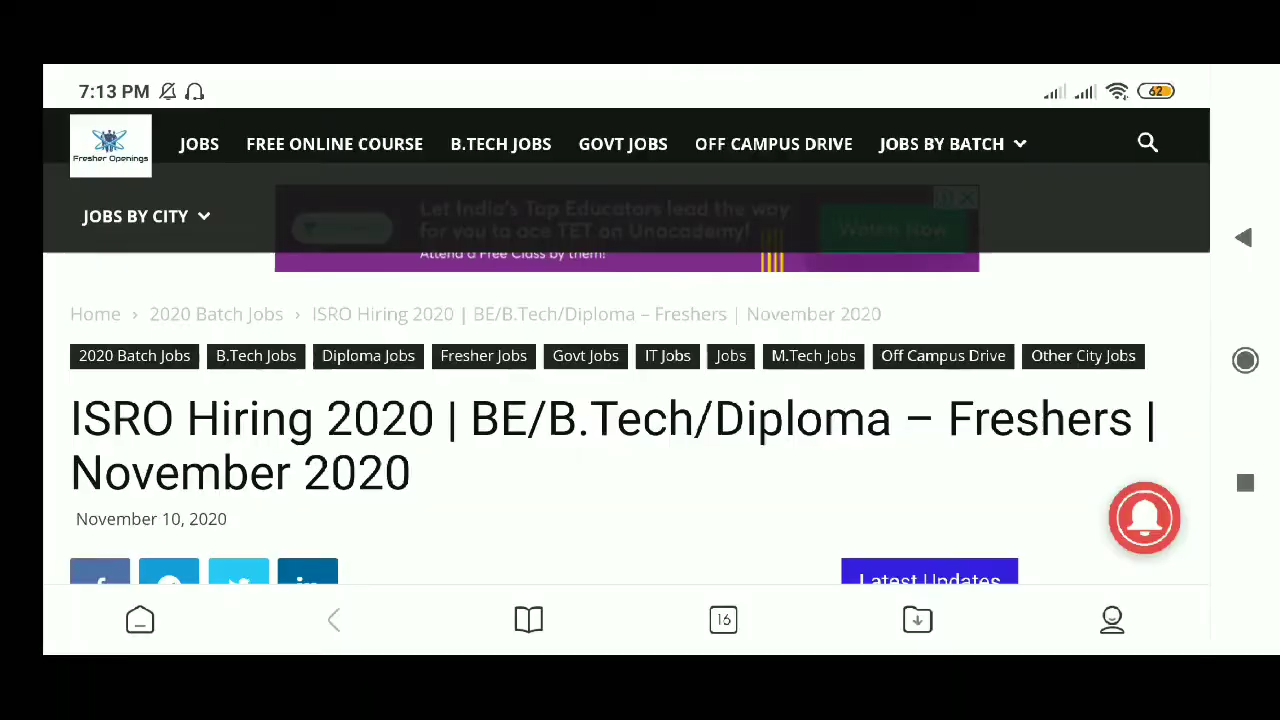 7:13 PM
62
Fresher Openings
JOBS FREE ONLINE COURSE B.TECH JOBS GOVT JOBS OFF CAMPUS DRIVE JOBS BY BATCH
JOBS BY CITY
Let India's Top Educators lead the way
for you to ace TET on Unacademy!
Attend a Free Class by them!
Watch Now
Home › 2020 Batch Jobs › ISRO Hiring 2020 | BE/B.Tech/Diploma – Freshers | November 2020
2020 Batch Jobs B.Tech Jobs Diploma Jobs Fresher Jobs Govt Jobs IT Jobs Jobs M.Tech Jobs Off Campus Drive Other City Jobs
ISRO Hiring 2020 | BE/B.Tech/Diploma – Freshers |
November 2020
November 10, 2020
Latest Updates
16